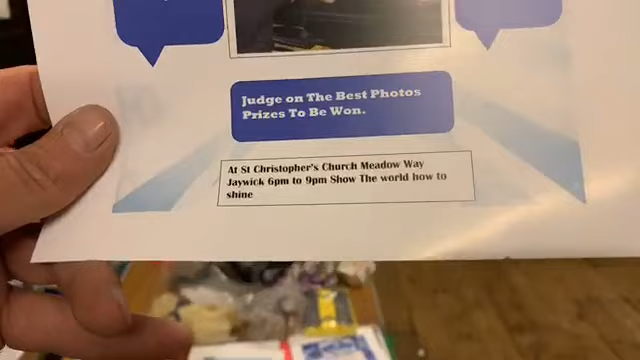 Judge on The Best Photos
Prizes To Be Won.
At St Christopher's Church Meadow Way
Jaywick 6pm to 9pm Show The world how to
shine